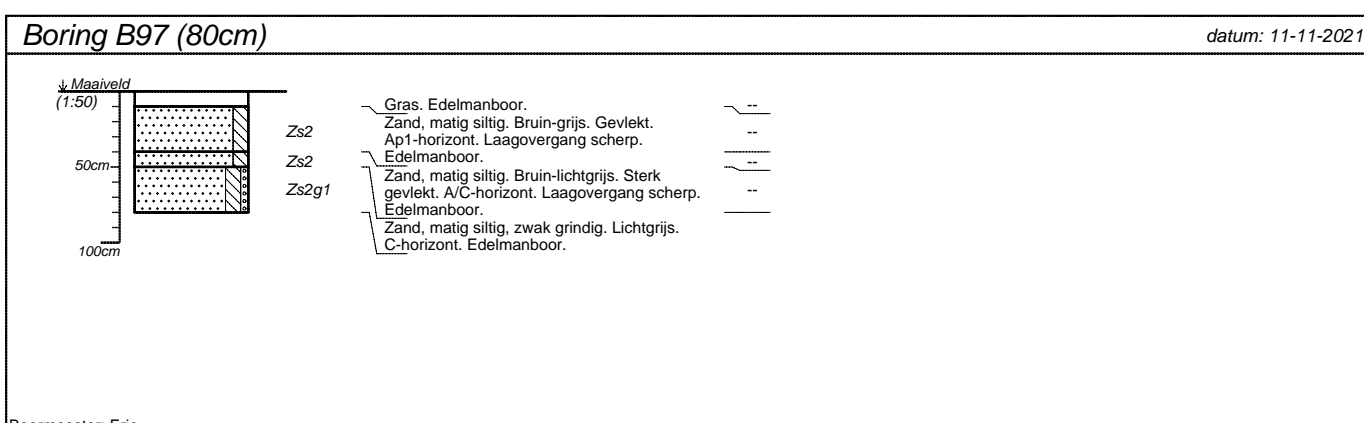 Boring B97 (80cm)
datum: 11-11-2021
Maaiveld
(1:50)
50cm
100cm
Zs2
Zs2
Zs2g1
Gras. Edelmanboor.
Zand, matig siltig. Bruin-grijs. Gevlekt.
Ap1-horizont. Laagovergang scherp.
Edelmanboor.
Zand, matig siltig. Bruin-lichtgrijs. Sterk
gevlekt. A/C-horizont. Laagovergang scherp.
Edelmanboor.
Zand, matig siltig, zwak grindig. Lichtgrijs.
C-horizont. Edelmanboor.
--
--
--
--